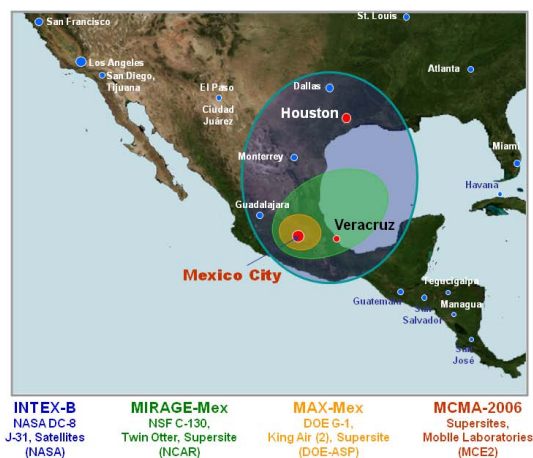 St. Louis
San Francisco
Los Angeles
San Diego,
Tijuana
Atlanta
El Paso
Dallas
Ciudad
Juárez
Houston
Miami
Monterrey
Havana
Guadalajara
Veracruz
Mexico City
Tegucigalpa
Guatemala
Managua
San
Salvador
San
José
INTEX-B
NASA DC-8
J-31, Satellites
(NASA)
MIRAGE-Mex
NSF C-130,
Twin Otter, Supersite
(NCAR)
MAX-Mex
DOE G-1,
King Air (2), Supersite
(DOE-ASP)
MCMA-2006
Supersites,
Mobile Laboratories
(MCE2)